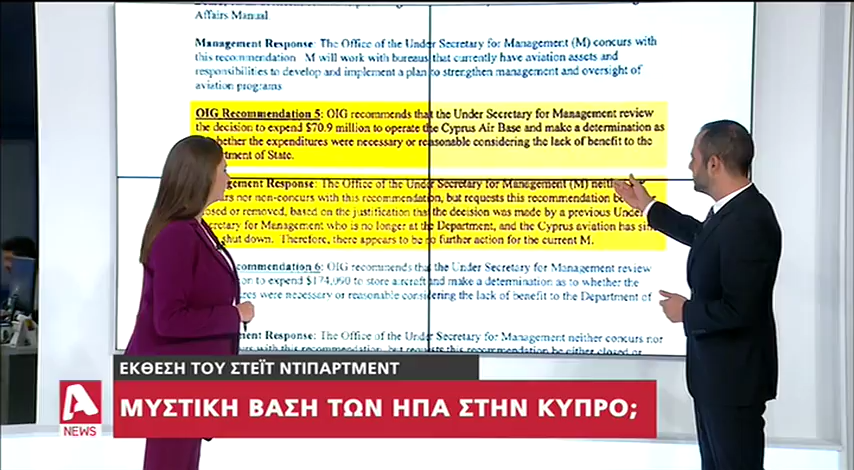 Affairs Manual
Management Response: The Office of the Under Secretary for Management (M) concurs with
this recommendation. M will work with bureaus that currently have aviation assets and
responsibilities to develop and implement a plan to strengthen management and oversight of
aviation programs
OIG Recommendation 5: OIG recommends that the Under Secretary for Management review
the decision to expend $70.9 million to operate the Cyprus Air Base and make a determination as
whether the expenditures were necessary or reasonable considering the lack of benefit to the
of State.
Response: The Office of the Under Secretary for Management (M)
nor non-concurs with this recommendation, but requests this recommendation be
or removed, based on the justification that the decision was made by a previous Under
for Management who is no longer at the Department, and the Cyprus aviation has
shut down. Therefore, there appears to be no further action for the current M.
6: OIG recommends that the Under Secretary for Management review
to expend $174,090 to store aircraft and make a determination as to whether the
were necessary or reasonable considering the lack of benefit to the Department of
Response: The Office of the Under Secretary for Management neither concurs nor
with this recommendation, but requests this recommendation be either closed or
ΕΚΘΕΣΗ ΤΟΥ ΣΤΕΪΤ ΝΤΙΠΑΡΤΜΕΝΤ
A
NEWS
ΜΥΣΤΙΚΗ ΒΑΣΗ ΤΩΝ ΗΠΑ ΣΤΗΝ ΚΥΠΡΟ;